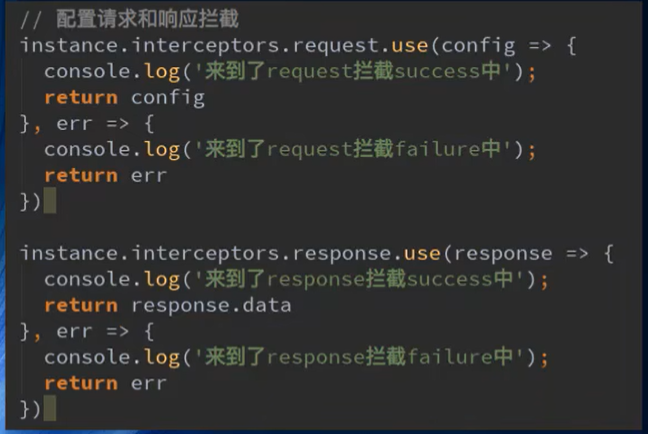 // 配置请求和响应拦截
instance.interceptors.request.use(config => {
  console.log('来到了request拦截success中');
  return config
}, err => {
  console.log('来到了request拦截failure中');
  return err
})

instance.interceptors.response.use(response => {
  console.log('来到了response拦截success中');
  return response.data
}, err => {
  console.log('来到了response拦截failure中');
  return err
})